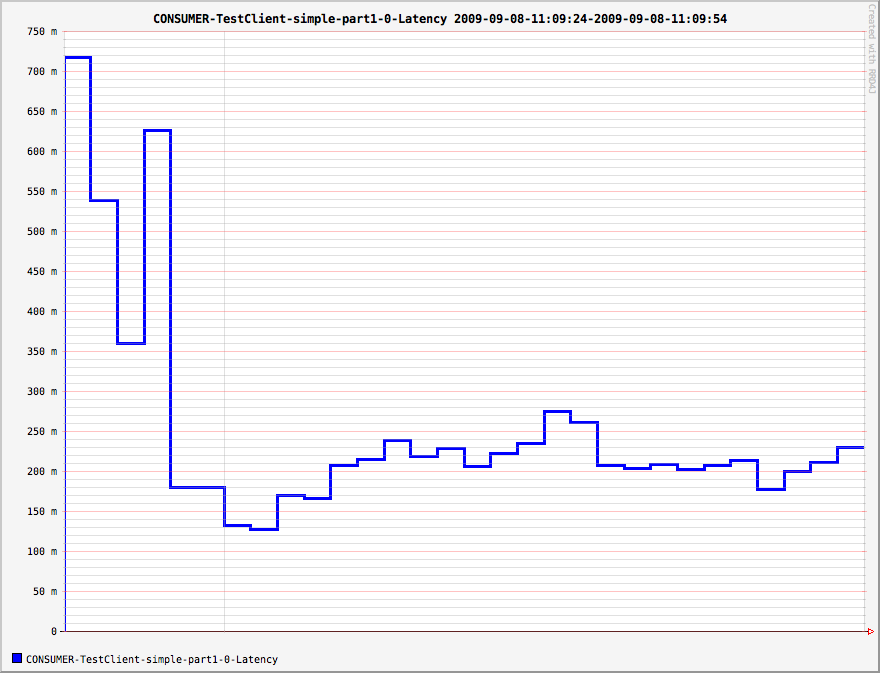 CONSUMER-TestClient-simple-part1-0-Latency 2009-09-08-11:09:24-2009-09-08-11:09:54
Created with RRD4J
750 m
700 m
650 m
600 m
550 m
500 m
450 m
400 m
350 m
300 m
250 m
200 m
150 m
100 m
50 m
0
CONSUMER-TestClient-simple-part1-0-Latency